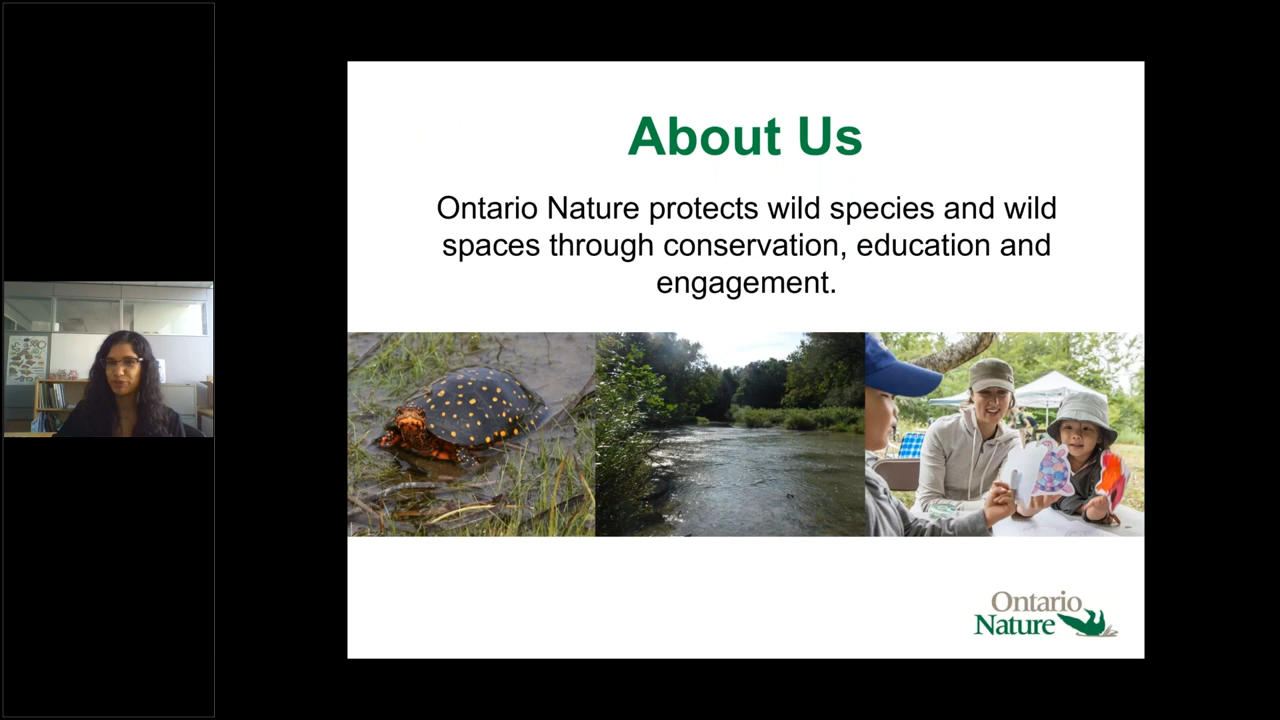 About Us
Ontario Nature protects wild species and wild
spaces through conservation, education and
engagement.
Ontario
Nature